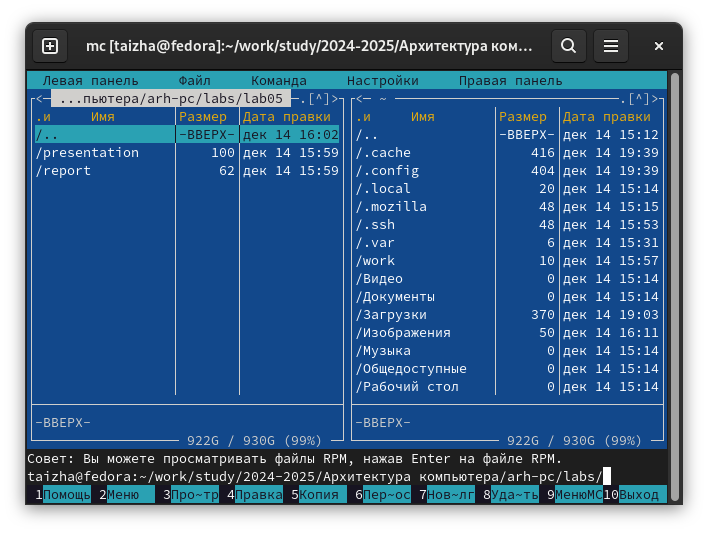 mc [taizha@fedora]:~/work/study/2024-2025/Архитектура ком…
Левая панель Файл Команда Настройки Правая панель
<─ ...пьютера/arh-pc/labs/lab05 ─.[^]>
.и Имя Размер Дата правки
/.. -ВВЕРХ- дек 14 16:02
/presentation 100 дек 14 15:59
/report 62 дек 14 15:59
-ВВЕРХ-
922G / 930G (99%)
<─ ~ ─.[^]>
.и Имя Размер Дата правки
/.. -ВВЕРХ- дек 14 15:12
/.cache 416 дек 14 19:39
/.config 404 дек 14 19:39
/.local 20 дек 14 15:14
/.mozilla 48 дек 14 15:15
/.ssh 48 дек 14 15:53
/.var 6 дек 14 15:31
/work 10 дек 14 15:57
/Видео 0 дек 14 15:14
/Документы 0 дек 14 15:14
/Загрузки 370 дек 14 19:03
/Изображения 50 дек 14 16:11
/Музыка 0 дек 14 15:14
/Общедоступные 0 дек 14 15:14
/Рабочий стол 0 дек 14 15:14
-ВВЕРХ-
922G / 930G (99%)
Совет: Вы можете просматривать файлы RPM, нажав Enter на файле RPM.
taizha@fedora:~/work/study/2024-2025/Архитектура компьютера/arh-pc/labs/
1Помощь 2Меню 3Про~тр 4Правка 5Копия 6Пер~ос 7Нов~лг 8Уда~ть 9МенюМС 10Выход